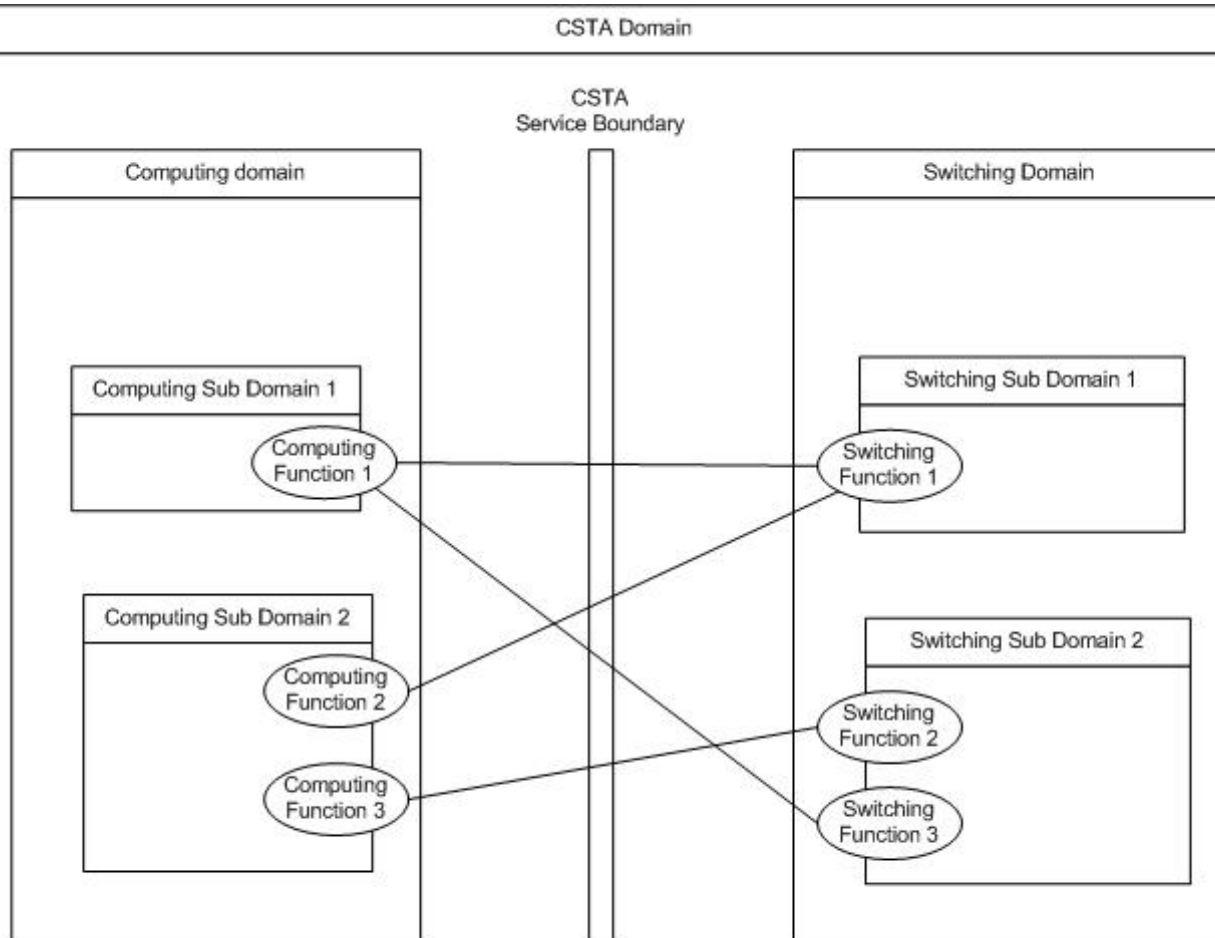 CSTA Domain
CSTA
Service Boundary
Computing domain
Switching Domain
Computing Sub Domain 1
Computing
Function 1
Switching Sub Domain 1
Switching
Function 1
Computing Sub Domain 2
Computing
Function 2
Computing
Function 3
Switching Sub Domain 2
Switching
Function 2
Switching
Function 3